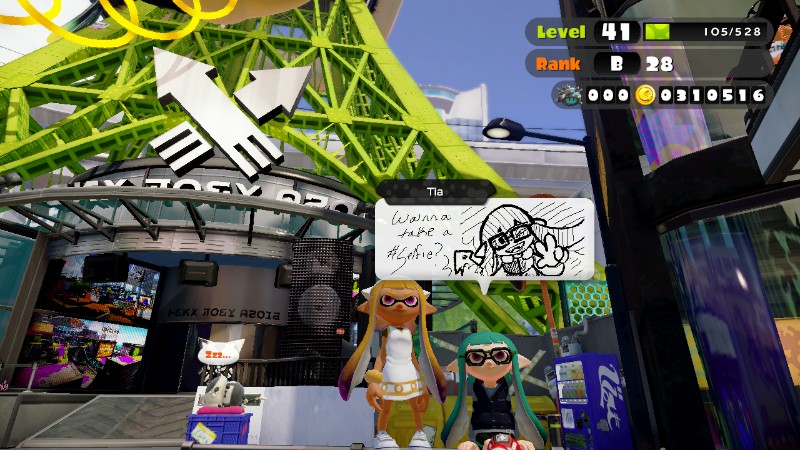 Level 41 105/528
Rank B 28
000 0310516
Tia
Wanna
take a
#Selfie?
Zzz...